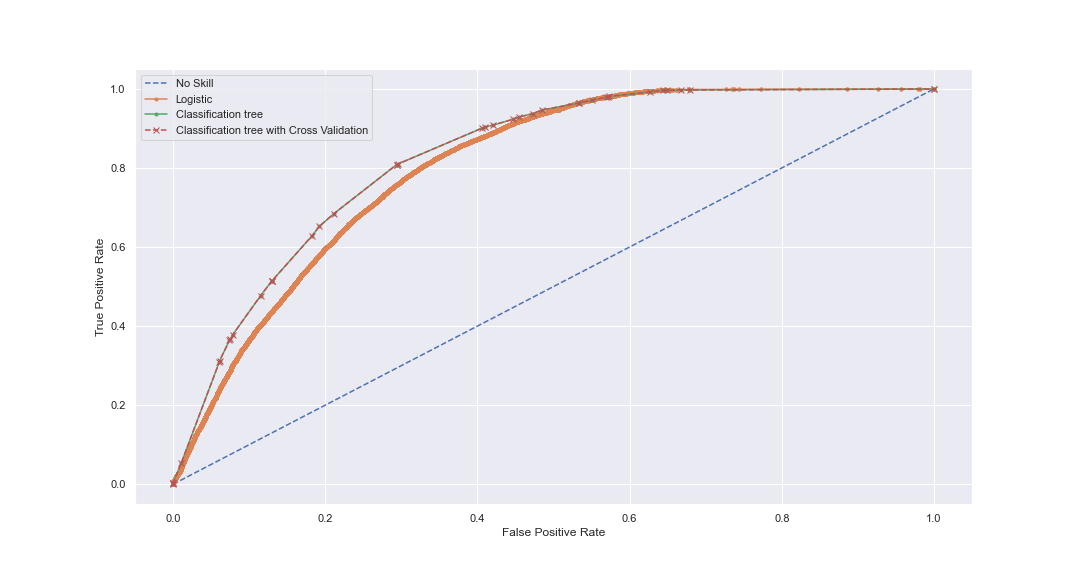 No Skill
Logistic
Classification tree
Classification tree with Cross Validation
1.0
0.8
0.6
0.4
0.2
0.0
True Positive Rate
0.0 0.2 0.4 0.6 0.8 1.0
False Positive Rate